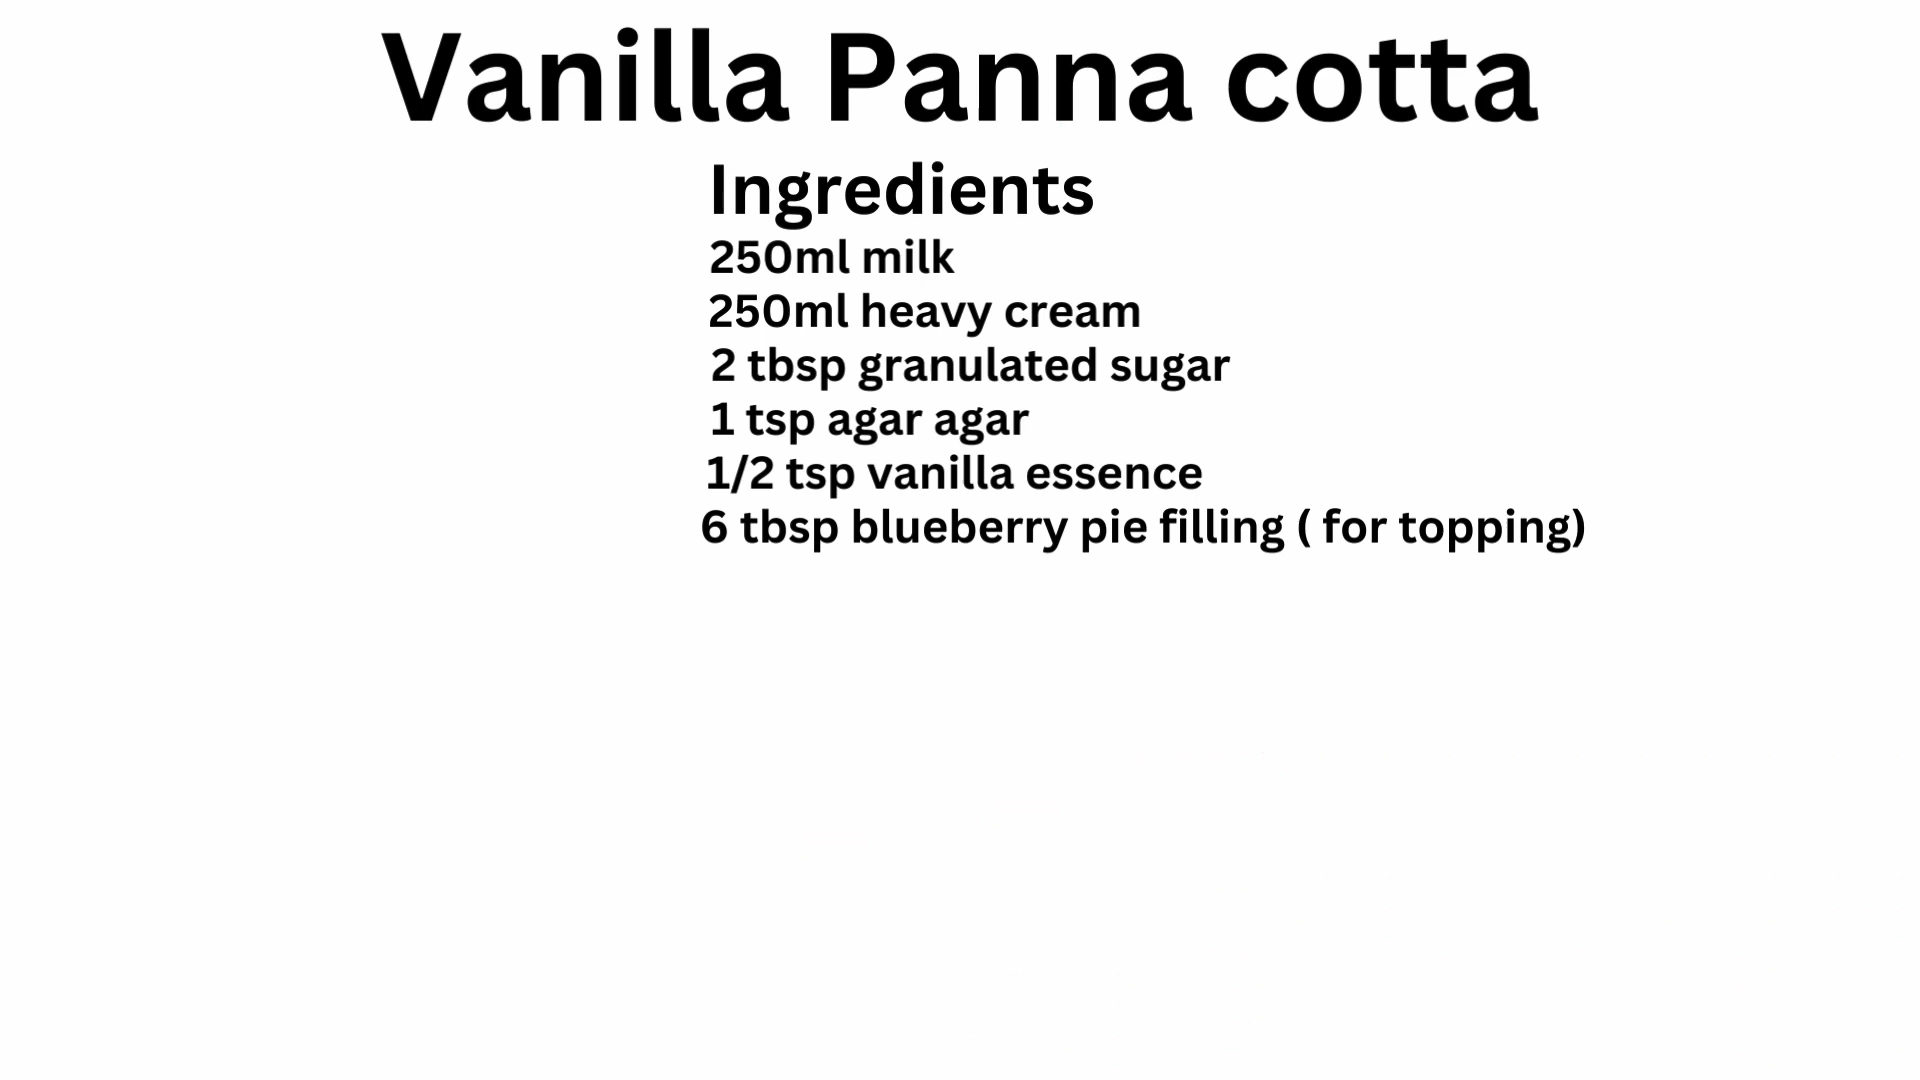 Vanilla Panna cotta
Ingredients
250ml milk
250ml heavy cream
2 tbsp granulated sugar
1 tsp agar agar
1/2 tsp vanilla essence
6 tbsp blueberry pie filling ( for topping)